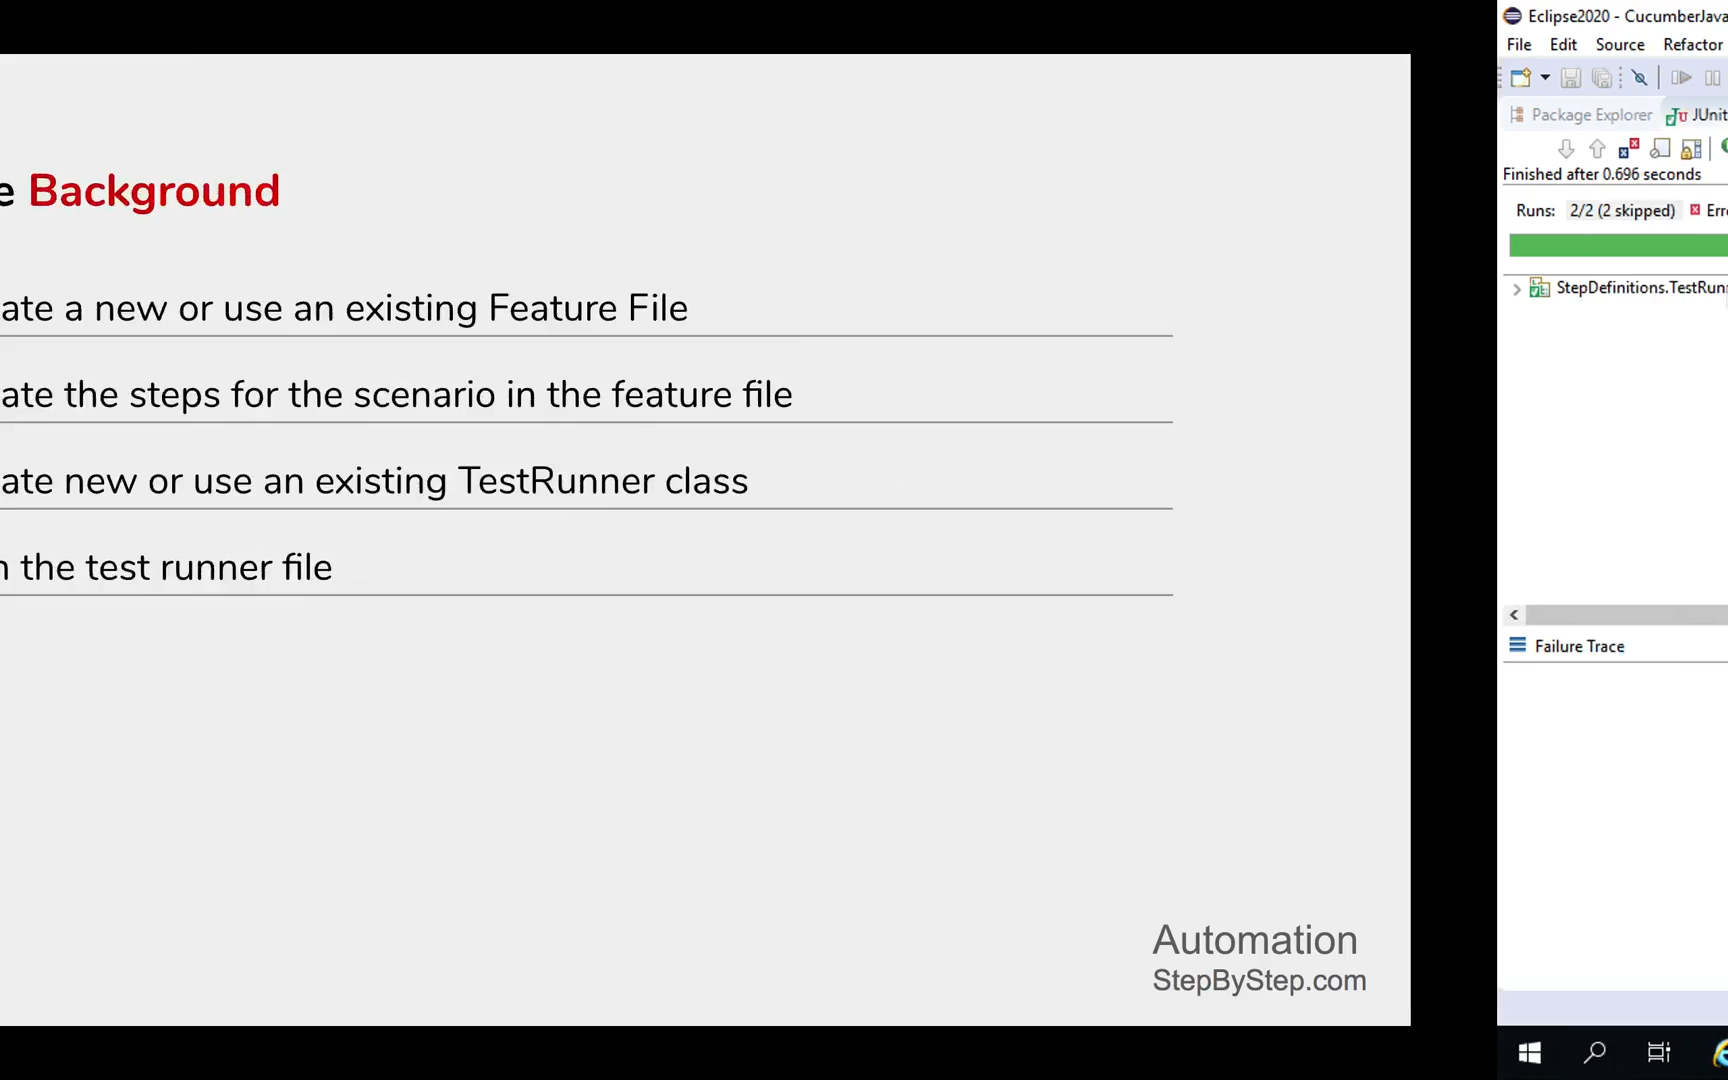 e Background
ate a new or use an existing Feature File
ate the steps for the scenario in the feature file
ate new or use an existing TestRunner class
n the test runner file
Automation
StepByStep.com
Eclipse2020 - CucumberJava
File Edit Source Refactor
Package Explorer JUnit
Finished after 0.696 seconds
Runs: 2/2 (2 skipped) Err
StepDefinitions.TestRun
Failure Trace